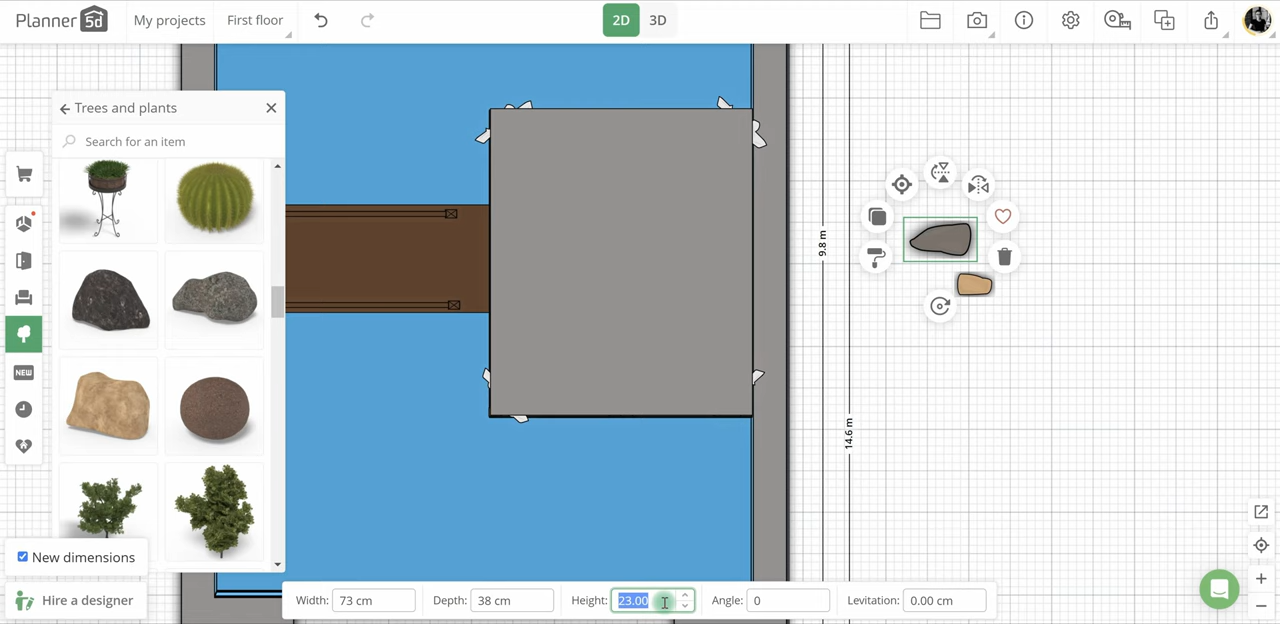 Planner 5d
My projects
First floor
2D
3D
Trees and plants
Search for an item
NEW
New dimensions
Hire a designer
9.8 m
14.6 m
Width: 73 cm
Depth: 38 cm
Height: 23.00
Angle: 0
Levitation: 0.00 cm